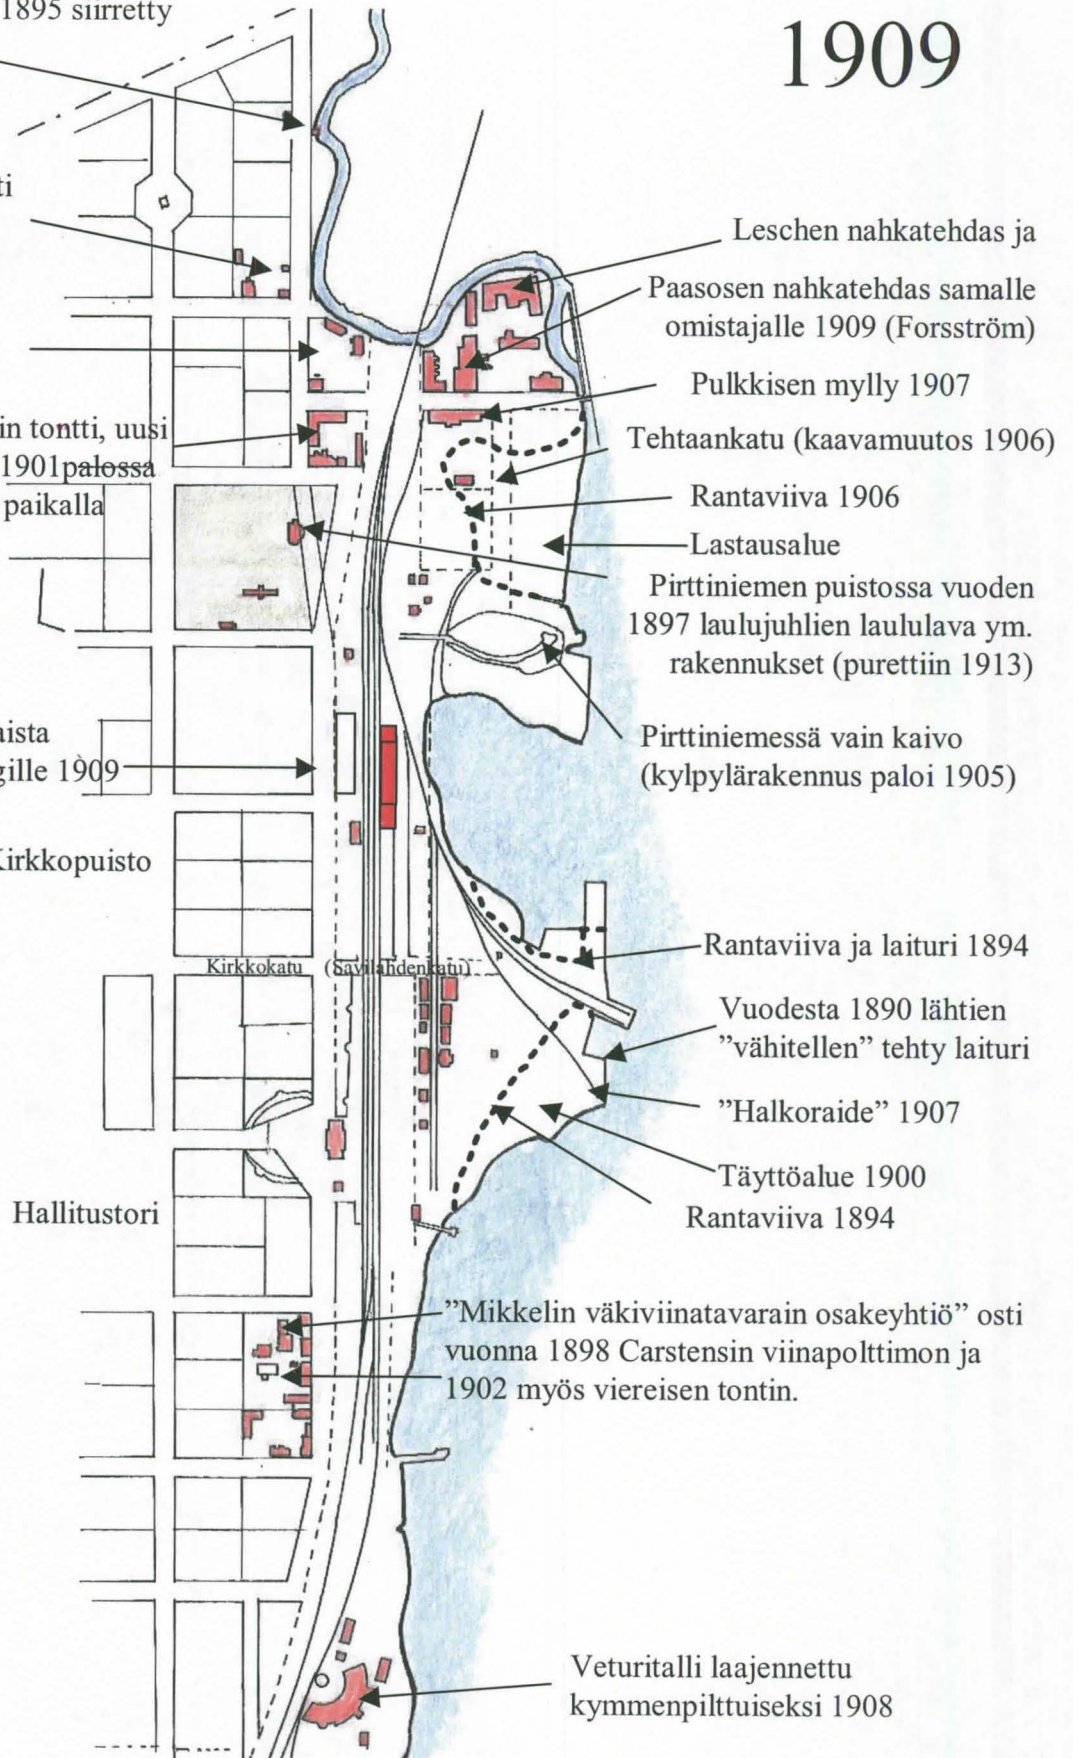 1895 siirretty
1909
ti
Leschen nahkatehdas ja
Paasosen nahkatehdas samalle
omistajalle 1909 (Forsström)
Pulkkisen mylly 1907
in tontti, uusi
1901palossa
paikalla
Tehtaankatu (kaavamuutos 1906)
Rantaviiva 1906
Lastausalue
Pirttiniemen puistossa vuoden
1897 laulujuhlien laululava ym.
rakennukset (purettiin 1913)
aista
gille 1909
Pirttiniemessä vain kaivo
(kylpylärakennus paloi 1905)
Kirkkopuisto
Rantaviiva ja laituri 1894
Kirkkokatu (Savilahdenkatu)
Vuodesta 1890 lähtien
”vähitellen” tehty laituri
”Halkoraide” 1907
Täyttöalue 1900
Rantaviiva 1894
Hallitustori
”Mikkelin väkiviinatavarain osakeyhtiö” osti
vuonna 1898 Carstensin viinapolttimon ja
1902 myös viereisen tontin.
Veturitalli laajennettu
kymmenpilttuiseksi 1908